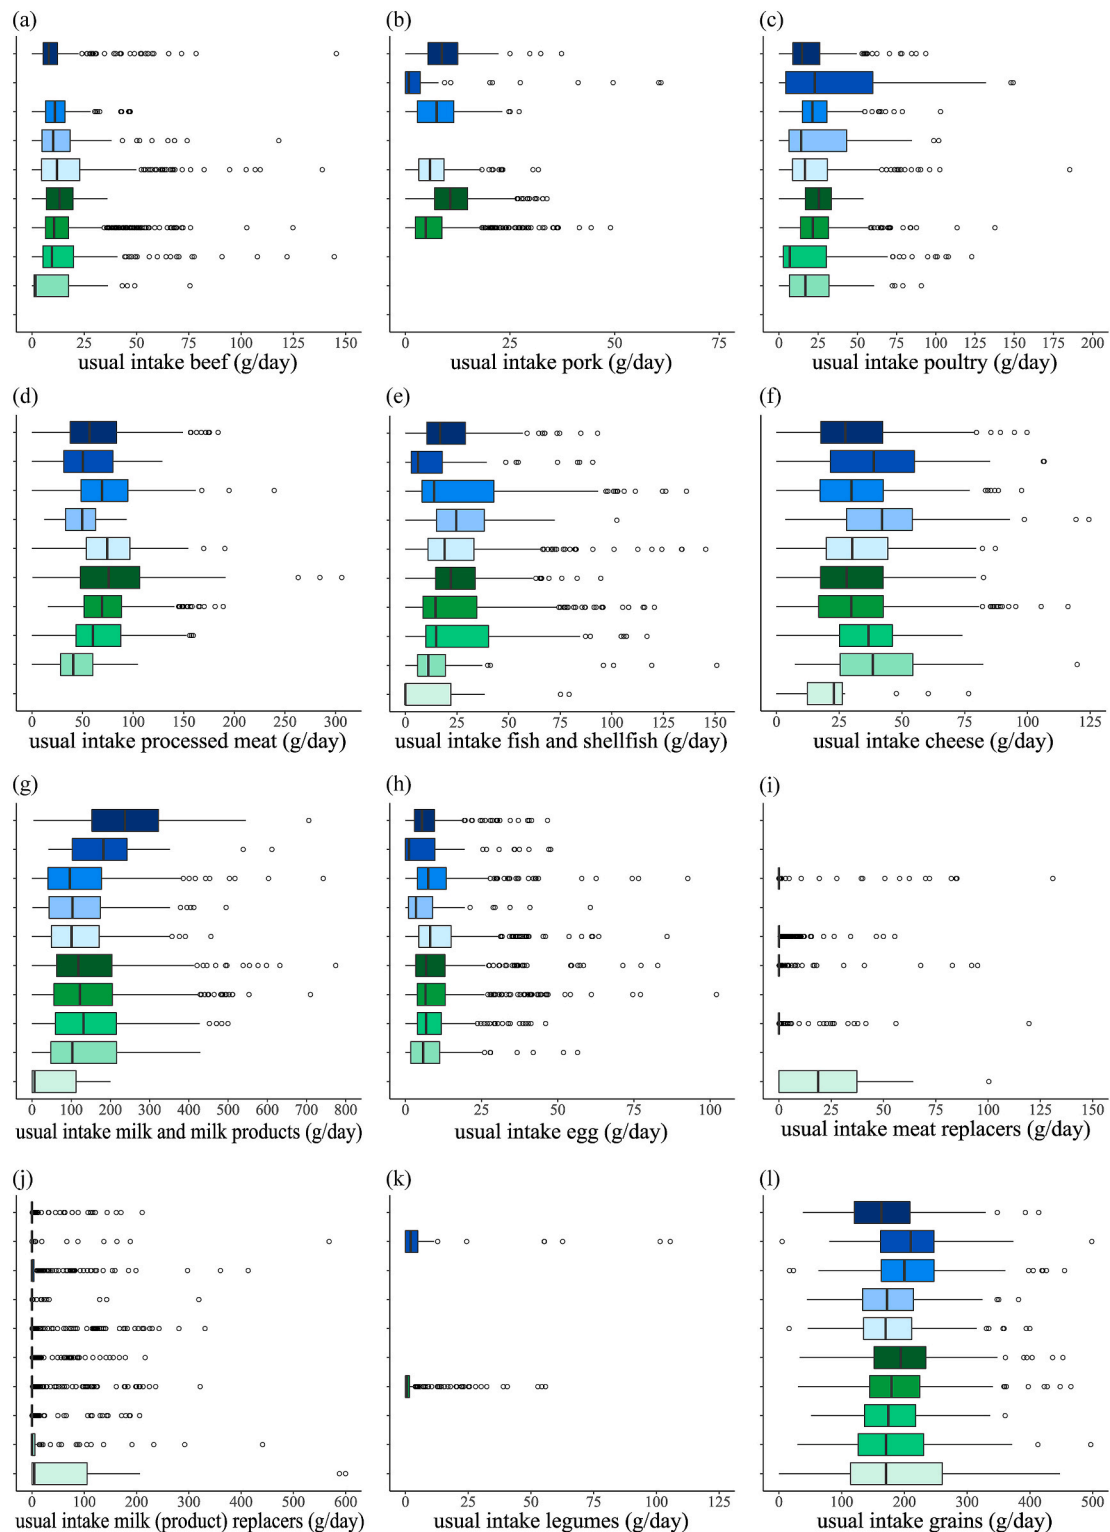 (a) (b) (c)
0 25 50 75 100 125 150 0 25 50 75 0 25 50 75 100 125 150 175 200
usual intake beef (g/day) usual intake pork (g/day) usual intake poultry (g/day)
(d) (e) (f)
0 50 100 150 200 250 300 0 25 50 75 100 125 150 0 25 50 75 100 125
usual intake processed meat (g/day) usual intake fish and shellfish (g/day) usual intake cheese (g/day)
(g) (h) (i)
0 100 200 300 400 500 600 700 800 0 25 50 75 100 0 25 50 75 100 125 150
usual intake milk and milk products (g/day) usual intake egg (g/day) usual intake meat replacers (g/day)
(j) (k) (l)
0 100 200 300 400 500 600 0 25 50 75 100 125 0 100 200 300 400 500
usual intake milk (product) replacers (g/day) usual intake legumes (g/day) usual intake grains (g/day)